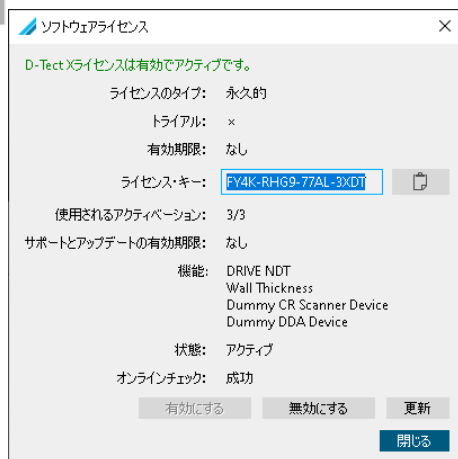 ソフトウェアライセンス
D-Tect Xライセンスは有効でアクティブです。
ライセンスのタイプ: 永久的
トライアル: ×
有効期限: なし
ライセンス・キー: FY4K-RHG9-77AL-3XDT
使用されるアクティベーション: 3/3
サポートとアップデートの有効期限: なし
機能: DRIVE NDT
Wall Thickness
Dummy CR Scanner Device
Dummy DDA Device
状態: アクティブ
オンラインチェック: 成功
有効にする 無効にする 更新
閉じる